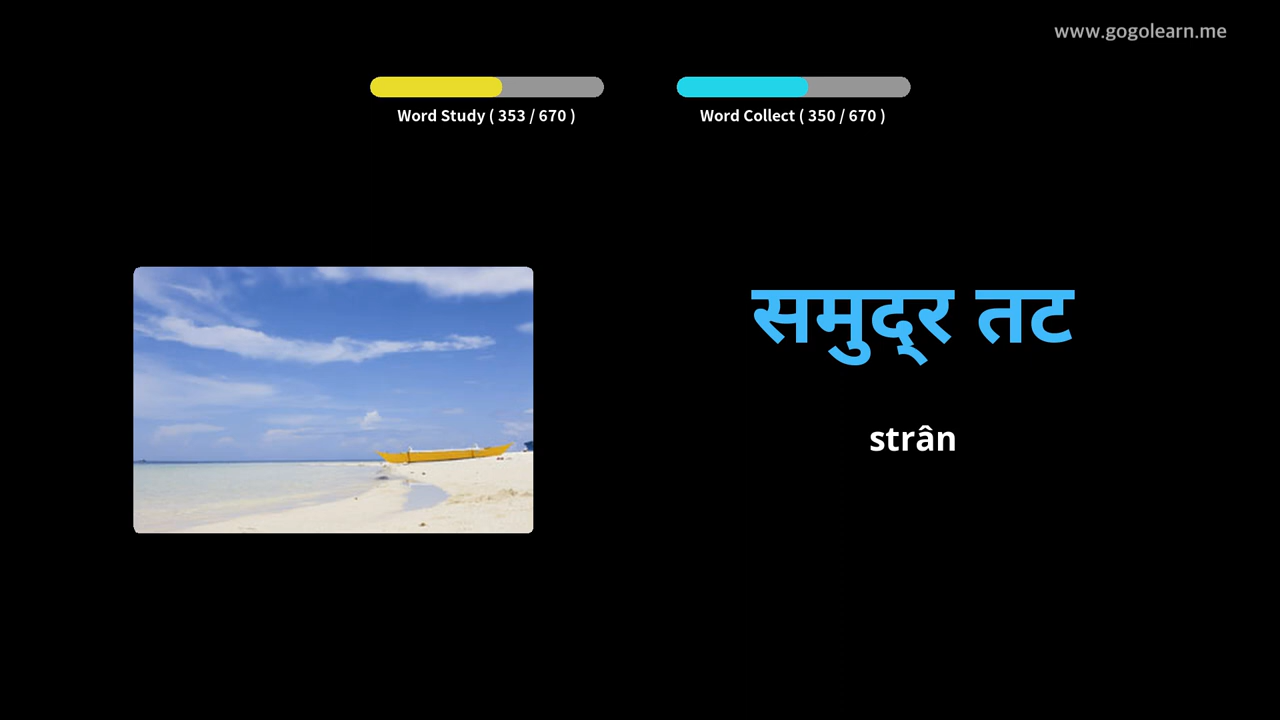 www.gogolearn.me
Word Study ( 353 / 670 )
Word Collect ( 350 / 670 )
समुद्र तट
strân